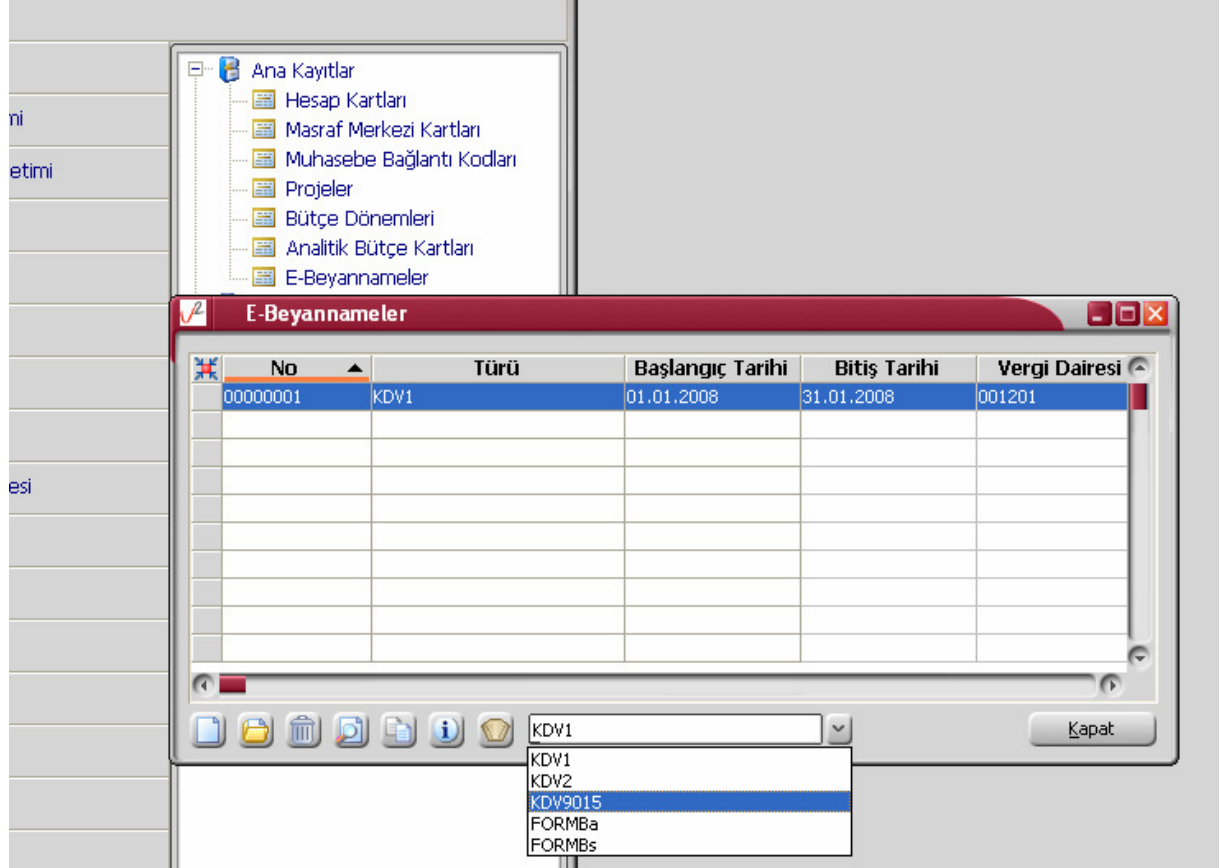 Ana Kayıtlar
Hesap Kartları
mi
Masraf Merkezi Kartları
etimi
Muhasebe Bağlantı Kodları
Projeler
Bütçe Dönemleri
Analitik Bütçe Kartları
E-Beyannameler
E-Beyannameler
No Türü Başlangıç Tarihi Bitiş Tarihi Vergi Dairesi
00000001 KDV1 01.01.2008 31.01.2008 001201
esi
KDV1 Kapat
KDV1
KDV2
KDV9015
FORMBa
FORMBs